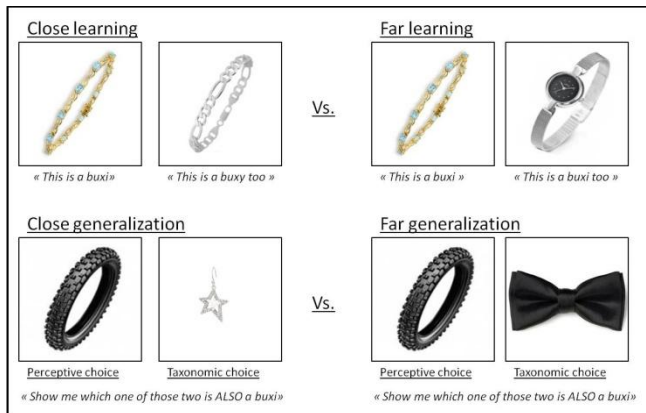 Close learning
Far learning
Vs.
« This is a buxi»
« This is a buxy too »
« This is a buxi »
« This is a buxi too »
Close generalization
Far generalization
Vs.
Perceptive choice
Taxonomic choice
Perceptive choice
Taxonomic choice
« Show me which one of those two is ALSO a buxi»
« Show me which one of those two is ALSO a buxi»